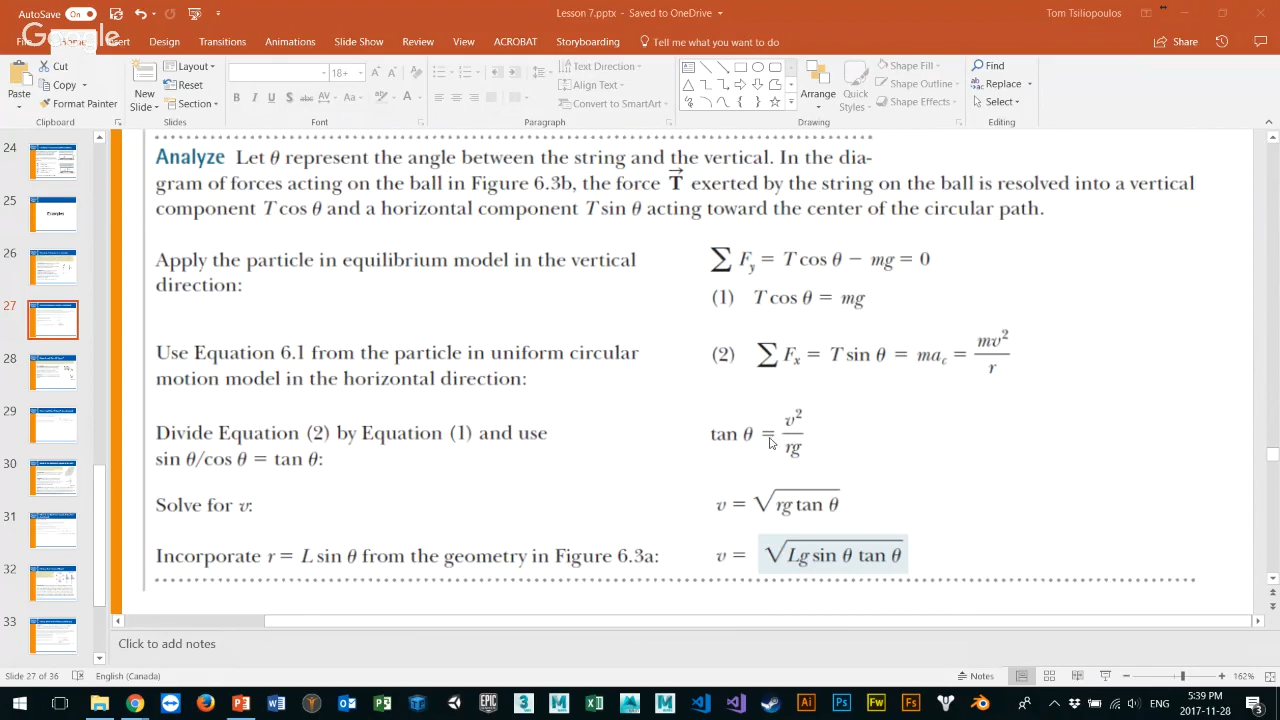 AutoSave On Lesson 7.pptx - Saved to OneDrive Tom Tsiliopoulos
Google
Insert Design Transitions Animations Slide Show Review View Help ACROBAT Storyboarding Tell me what you want to do Share
Cut Layout 18+ Text Direction Shape Fill Find
Copy Reset Align Text Shape Outline Replace
Paste Format Painter New Slide Section B I U S abc AV Aa A Convert to SmartArt Arrange Quick Styles Shape Effects Select
Clipboard Slides Font Paragraph Drawing Editing
24
25
Examples
26
27
28
29
30
31
32
33
Analyze Let θ represent the angle between the string and the vertical. In the dia-
gram of forces acting on the ball in Figure 6.3b, the force T⃗ exerted by the string on the ball is resolved into a vertical
component T cos θ and a horizontal component T sin θ acting toward the center of the circular path.
Apply the particle in equilibrium model in the vertical
direction:
∑ Fy = T cos θ − mg = 0
(1) T cos θ = mg
Use Equation 6.1 from the particle in uniform circular
motion model in the horizontal direction:
(2) ∑ Fx = T sin θ = mac = mv²/r
Divide Equation (2) by Equation (1) and use
sin θ/cos θ = tan θ:
tan θ = v²/rg
Solve for v:
v = √rg tan θ
Incorporate r = L sin θ from the geometry in Figure 6.3a:
v = √Lg sin θ tan θ
Click to add notes
Slide 27 of 36 English (Canada) Notes 162%
5:39 PM
ENG
2017-11-28
3